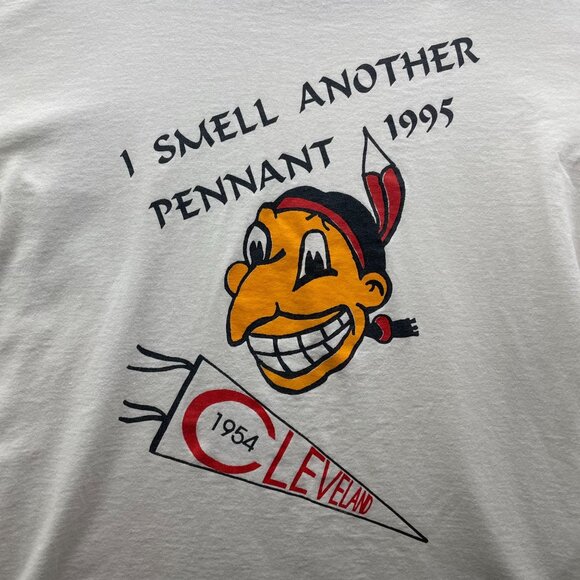 I SMELL ANOTHER
PENNANT 1995
1954
CLEVELAND